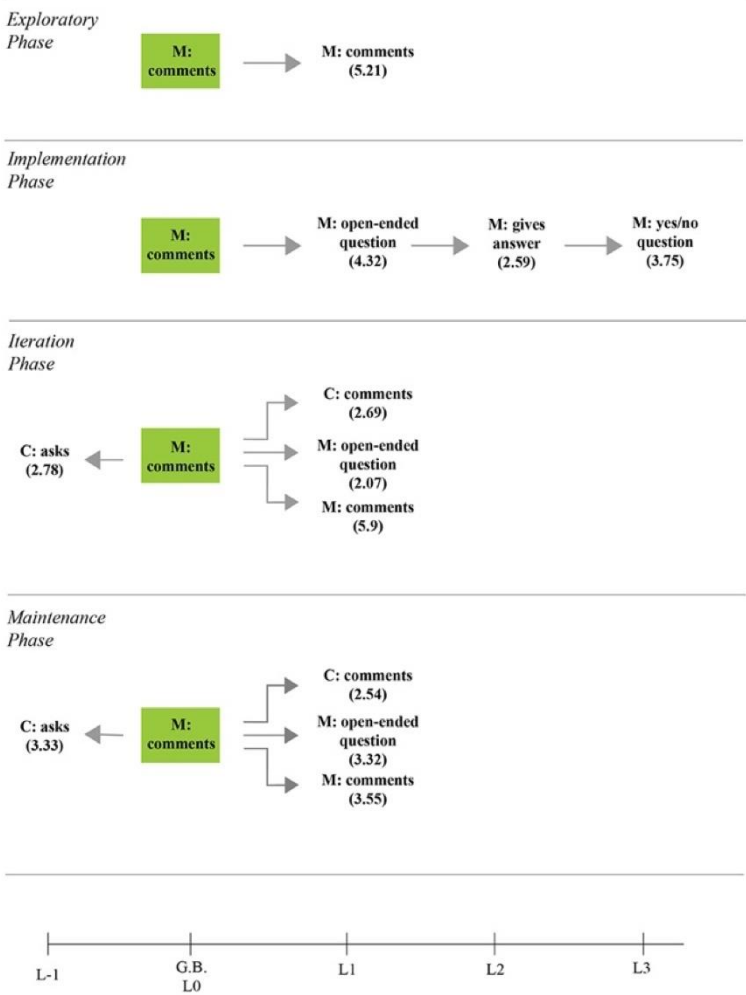 Exploratory
Phase
M:
comments
M: comments
(5.21)
Implementation
Phase
M:
comments
M: open-ended
question
(4.32)
M: gives
answer
(2.59)
M: yes/no
question
(3.75)
Iteration
Phase
C: asks
(2.78)
M:
comments
C: comments
(2.69)
M: open-ended
question
(2.07)
M: comments
(5.9)
Maintenance
Phase
C: asks
(3.33)
M:
comments
C: comments
(2.54)
M: open-ended
question
(3.32)
M: comments
(3.55)
L-1
G.B.
L0
L1
L2
L3